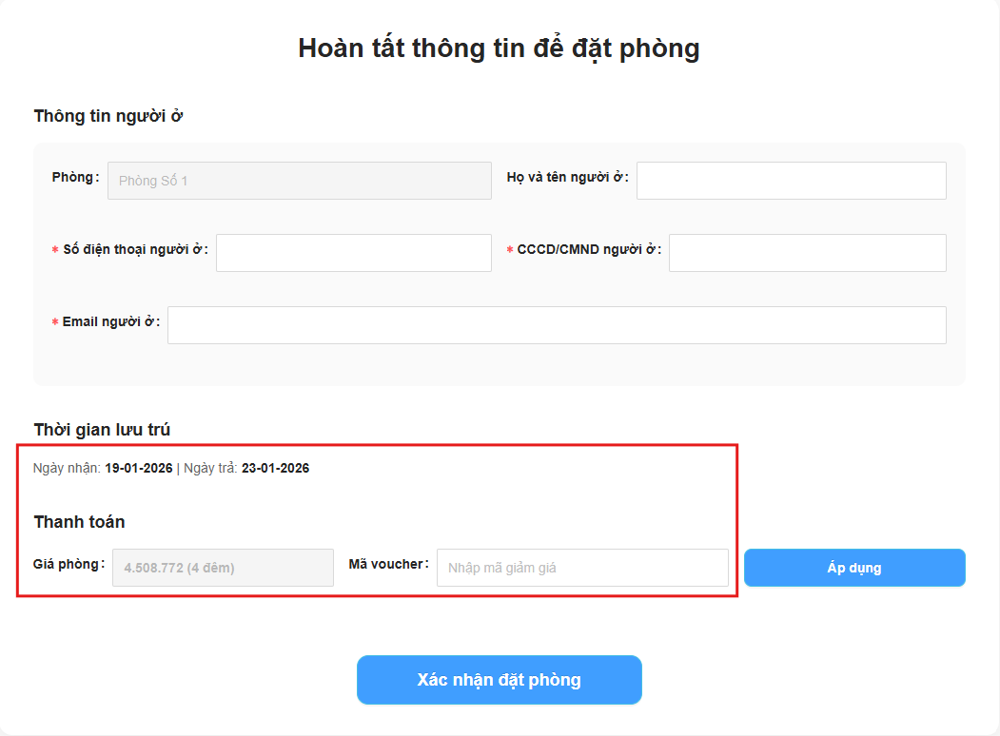 Hoàn tất thông tin để đặt phòng
Thông tin người ở
Phòng: Phòng Số 1 Họ và tên người ở:
* Số điện thoại người ở: * CCCD/CMND người ở:
* Email người ở:
Thời gian lưu trú
Ngày nhận: 19-01-2026 | Ngày trả: 23-01-2026
Thanh toán
Giá phòng: 4.508.772 (4 đêm) Mã voucher: Nhập mã giảm giá Áp dụng
Xác nhận đặt phòng